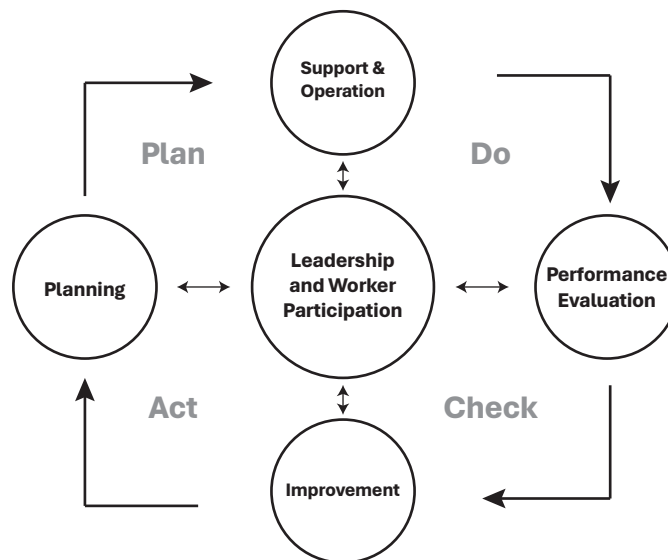 Support &
Operation
Plan
Do
Planning
Leadership
and Worker
Participation
Performance
Evaluation
Act
Check
Improvement